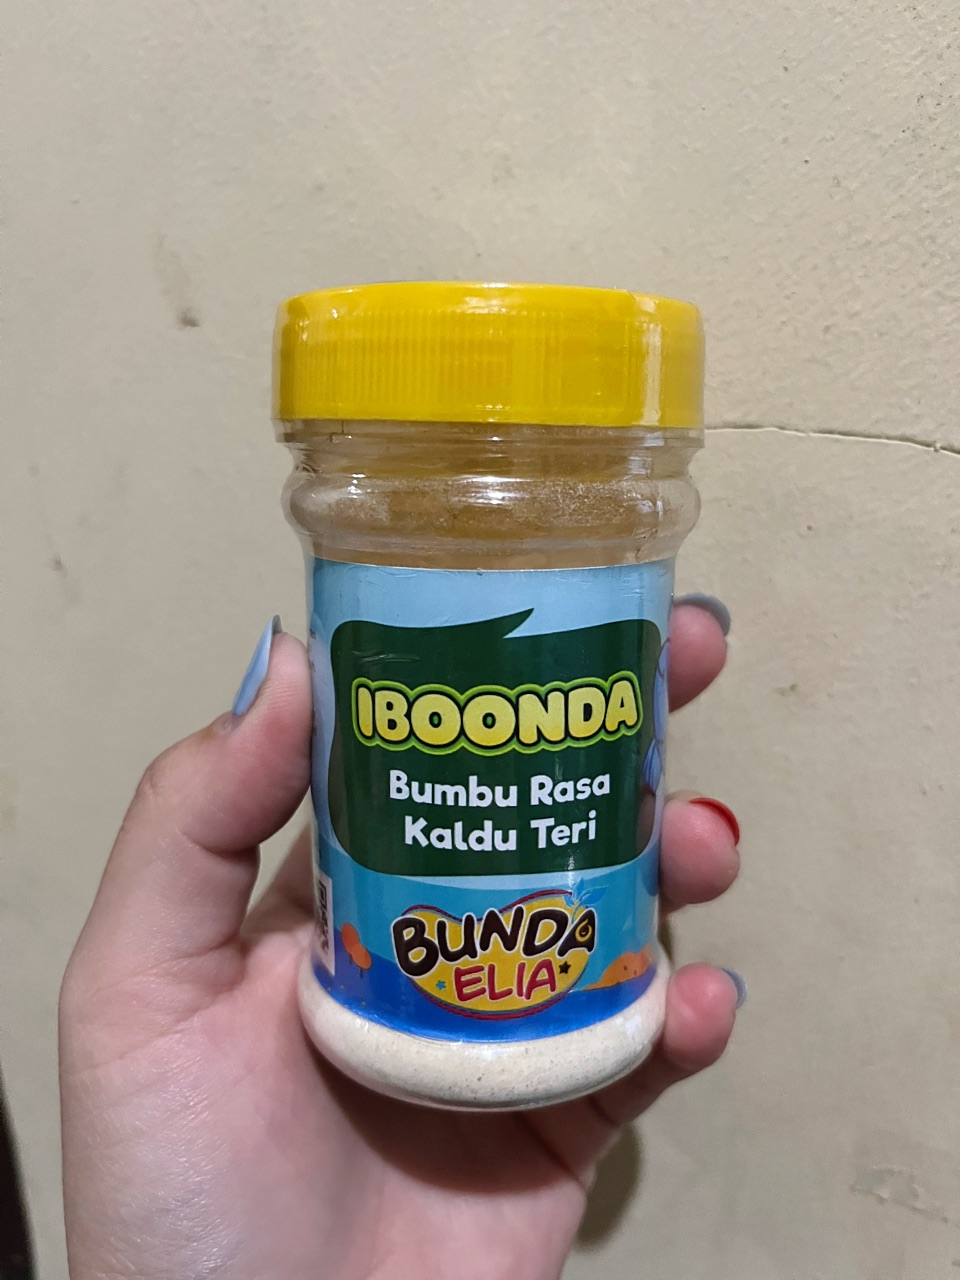 IBOONDA
Bumbu Rasa
Kaldu Teri
BUNDA
ELIA